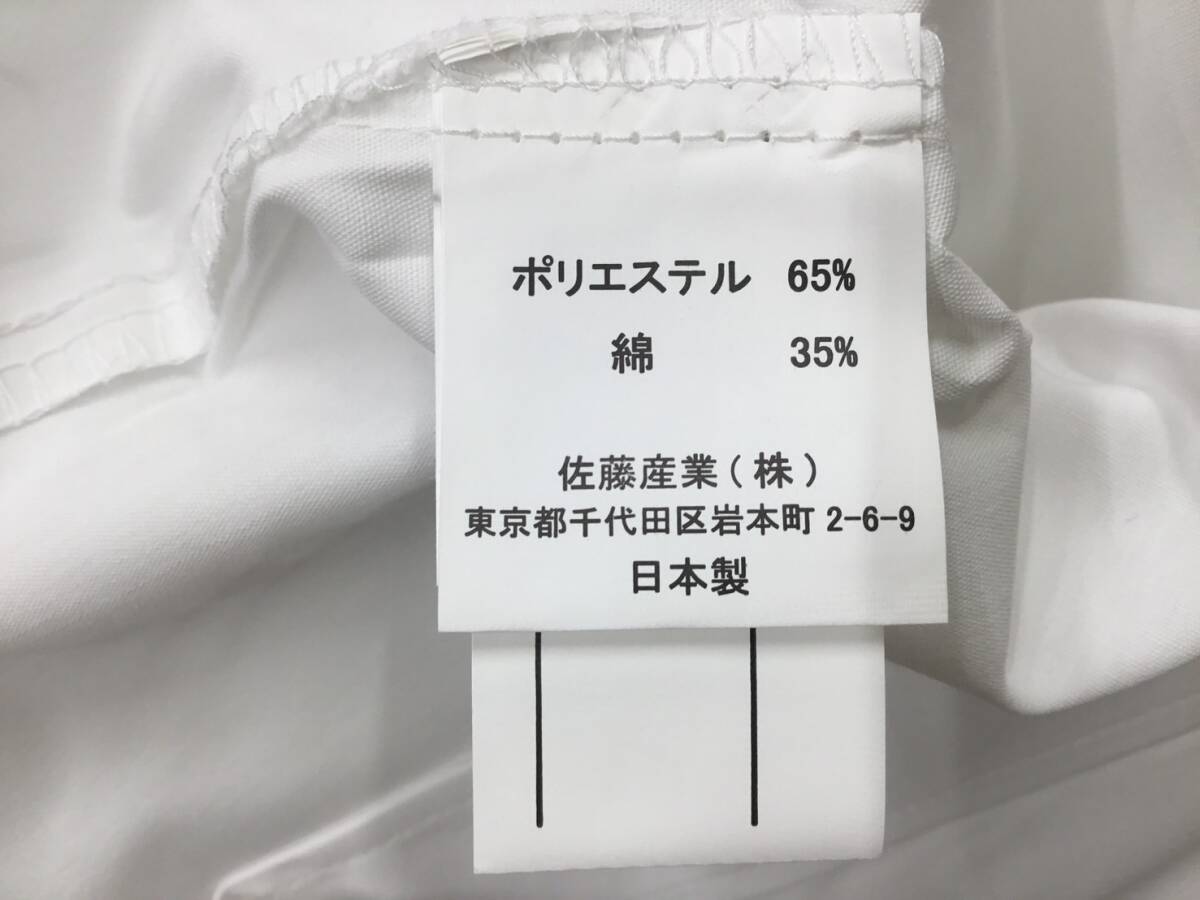 ポリエステル 65%
綿 35%
佐藤産業(株)
東京都千代田区岩本町 2-6-9
日本製